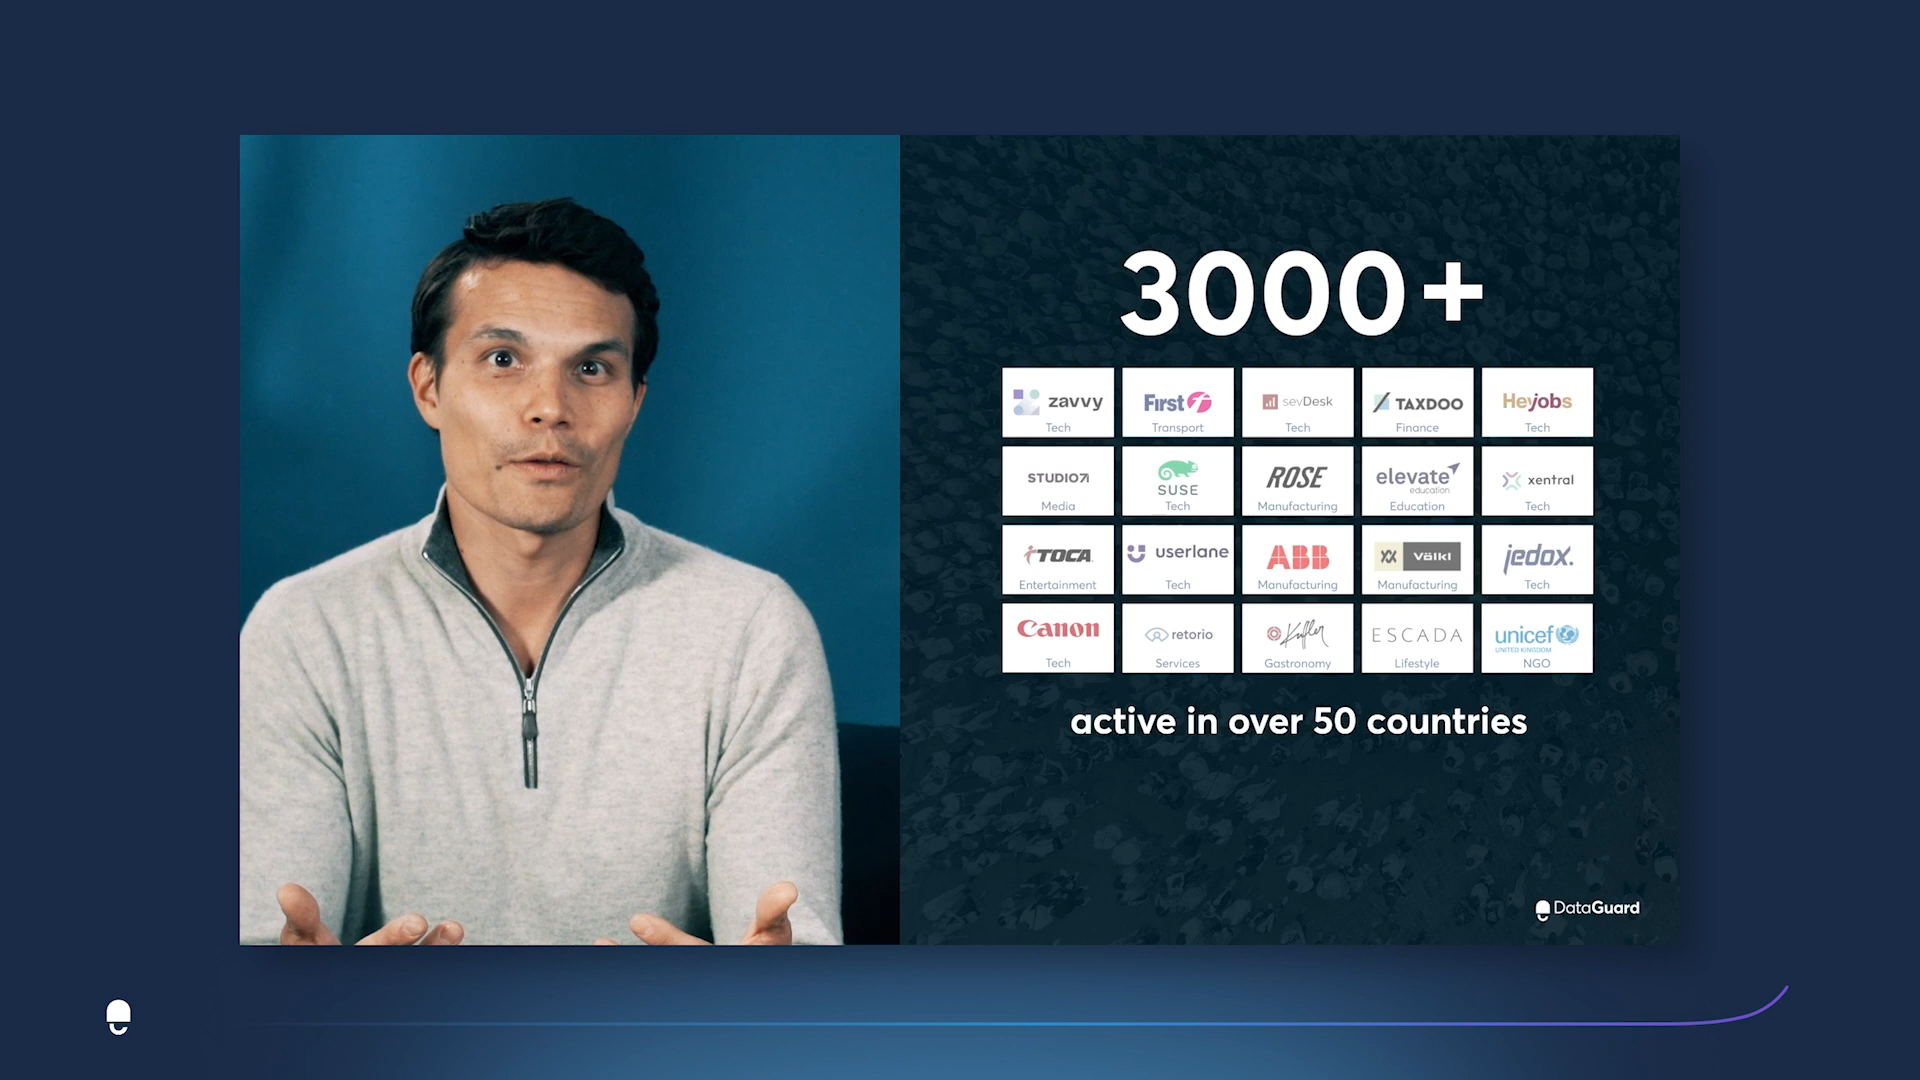 3000+
zavvy
Tech
First
Transport
sevDesk
Tech
TAXDOO
Finance
Heyjobs
Tech
STUDIO71
Media
SUSE
Tech
ROSE
Manufacturing
elevate
education
Education
xentral
Tech
TOCA
Entertainment
userlane
Tech
ABB
Manufacturing
Völkl
Manufacturing
jedox.
Tech
Canon
Tech
retorio
Services
Kuffler
Gastronomy
ESCADA
Lifestyle
unicef
UNITED KINGDOM
NGO
active in over 50 countries
DataGuard